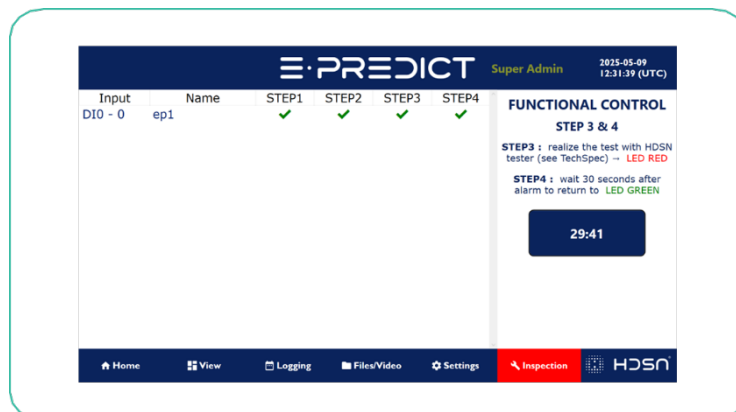 E·PREDICT
Super Admin
2025-05-09
12:31:39 (UTC)
Input Name STEP1 STEP2 STEP3 STEP4
DI0 - 0 ep1 ✔ ✔ ✔ ✔
FUNCTIONAL CONTROL
STEP 3 & 4
STEP3 : realize the test with HDSN
tester (see TechSpec) → LED RED
STEP4 : wait 30 seconds after
alarm to return to LED GREEN
29:41
Home View Logging Files/Video Settings Inspection HDSN